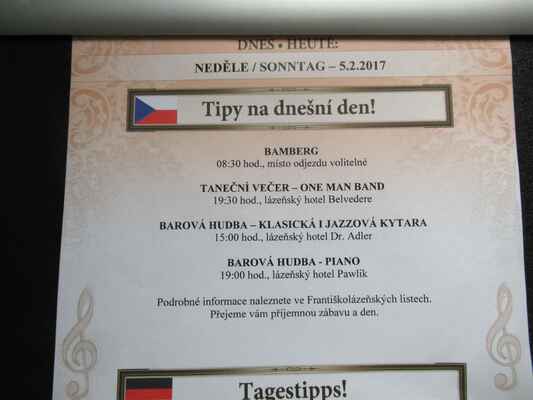 DNES • HEUTE:
NEDĚLE / SONNTAG – 5.2.2017
Tipy na dnešní den!
BAMBERG
08:30 hod., místo odjezdu volitelné
TANEČNÍ VEČER – ONE MAN BAND
19:30 hod., lázeňský hotel Belvedere
BAROVÁ HUDBA – KLASICKÁ I JAZZOVÁ KYTARA
15:00 hod., lázeňský hotel Dr. Adler
BAROVÁ HUDBA - PIANO
19:00 hod., lázeňský hotel Pawlik
Podrobné informace naleznete ve Františkolázeňských listech.
Přejeme vám příjemnou zábavu a den.
Tagestipps!